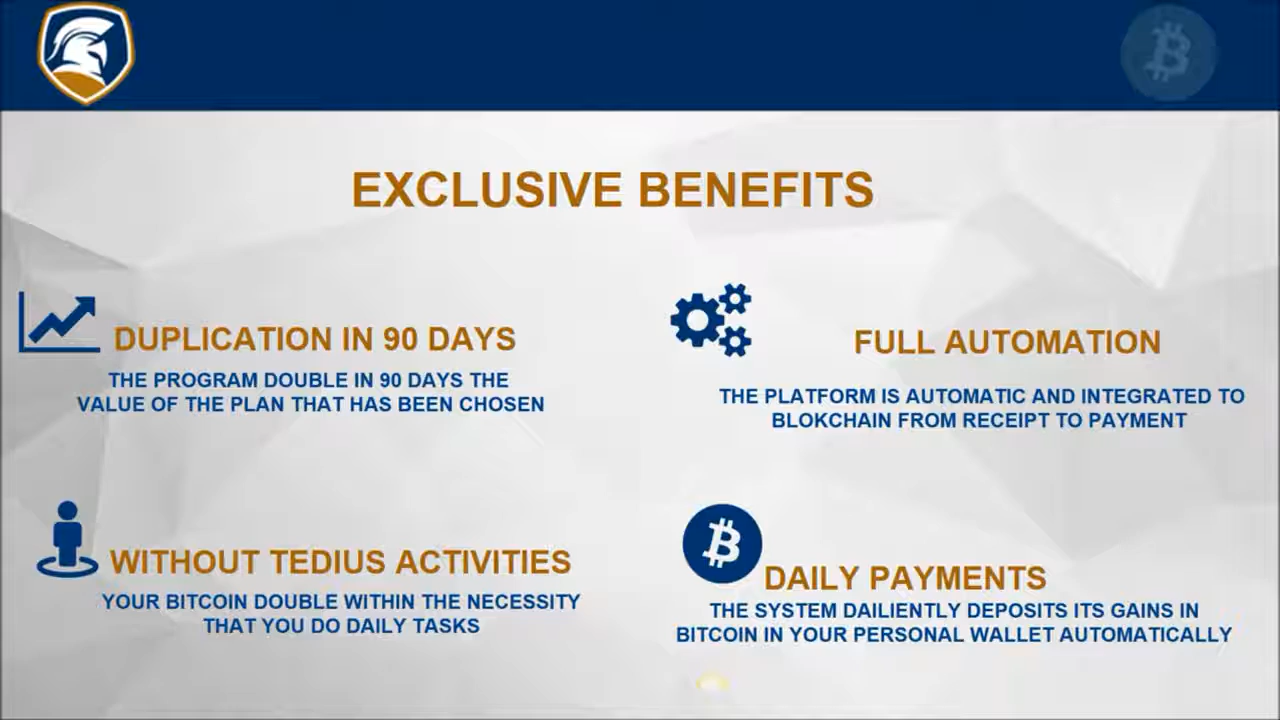 EXCLUSIVE BENEFITS
DUPLICATION IN 90 DAYS
THE PROGRAM DOUBLE IN 90 DAYS THE
VALUE OF THE PLAN THAT HAS BEEN CHOSEN
FULL AUTOMATION
THE PLATFORM IS AUTOMATIC AND INTEGRATED TO
BLOKCHAIN FROM RECEIPT TO PAYMENT
WITHOUT TEDIUS ACTIVITIES
YOUR BITCOIN DOUBLE WITHIN THE NECESSITY
THAT YOU DO DAILY TASKS
DAILY PAYMENTS
THE SYSTEM DAILIENTLY DEPOSITS ITS GAINS IN
BITCOIN IN YOUR PERSONAL WALLET AUTOMATICALLY